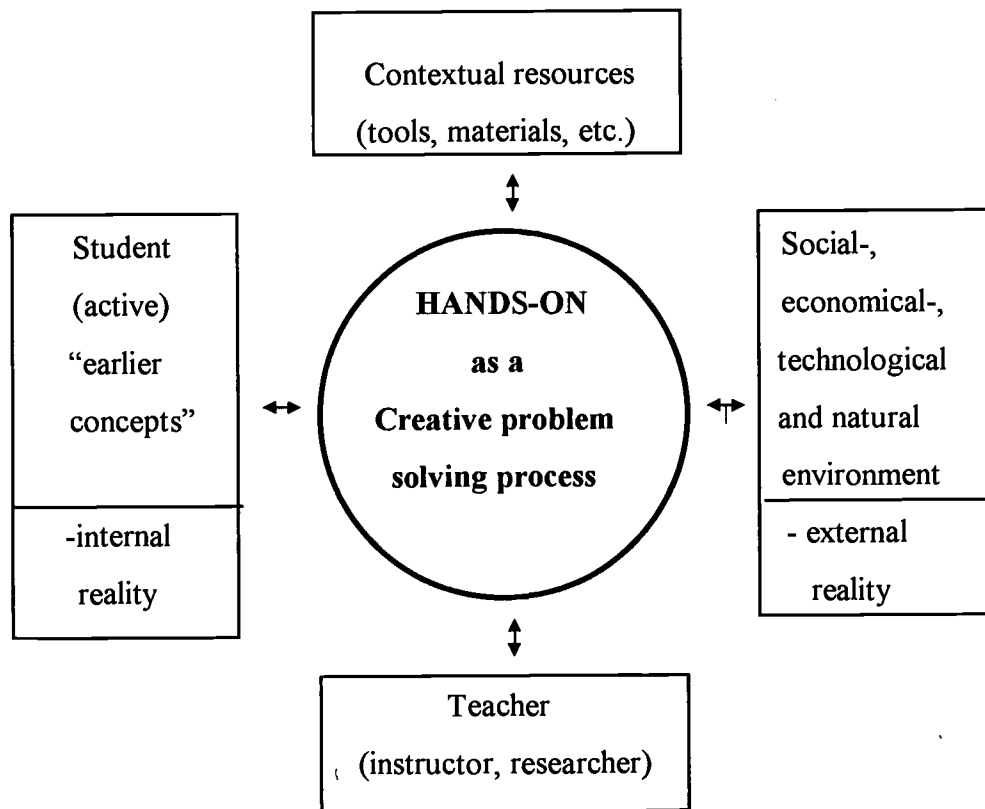 Contextual resources
(tools, materials, etc.)
Student
(active)
“earlier
concepts”
-internal
reality
HANDS-ON
as a
Creative problem
solving process
Social-,
economical-,
technological
and natural
environment
- external
reality
Teacher
(instructor, researcher)